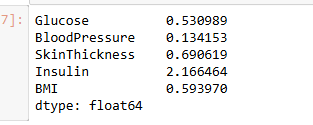 7]:
Glucose 0.530989
BloodPressure 0.134153
SkinThickness 0.690619
Insulin 2.166464
BMI 0.593970
dtype: float64